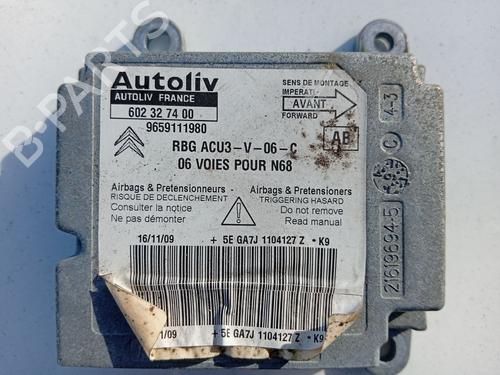 Autoliv
AUTOLIV FRANCE
602 32 74 00
9659111980
SENS DE MONTAGE
IMPERATIF
AVANT
FORWARD
AB
RBG ACU3-V-06-C
06 VOIES POUR N68
Airbags & Pretensionneurs
RISQUE DE DECLENCHEMENT
Consulter la notice
Ne pas démonter
Airbags & Pretensioners
TRIGGERING HASARD
Do not remove
Read manual
16/11/09 + 5E GA7J 1104127 Z * K9
1/09 + 5E GA7J 1104127 Z * K9
43
21619694-5
B-PARTS